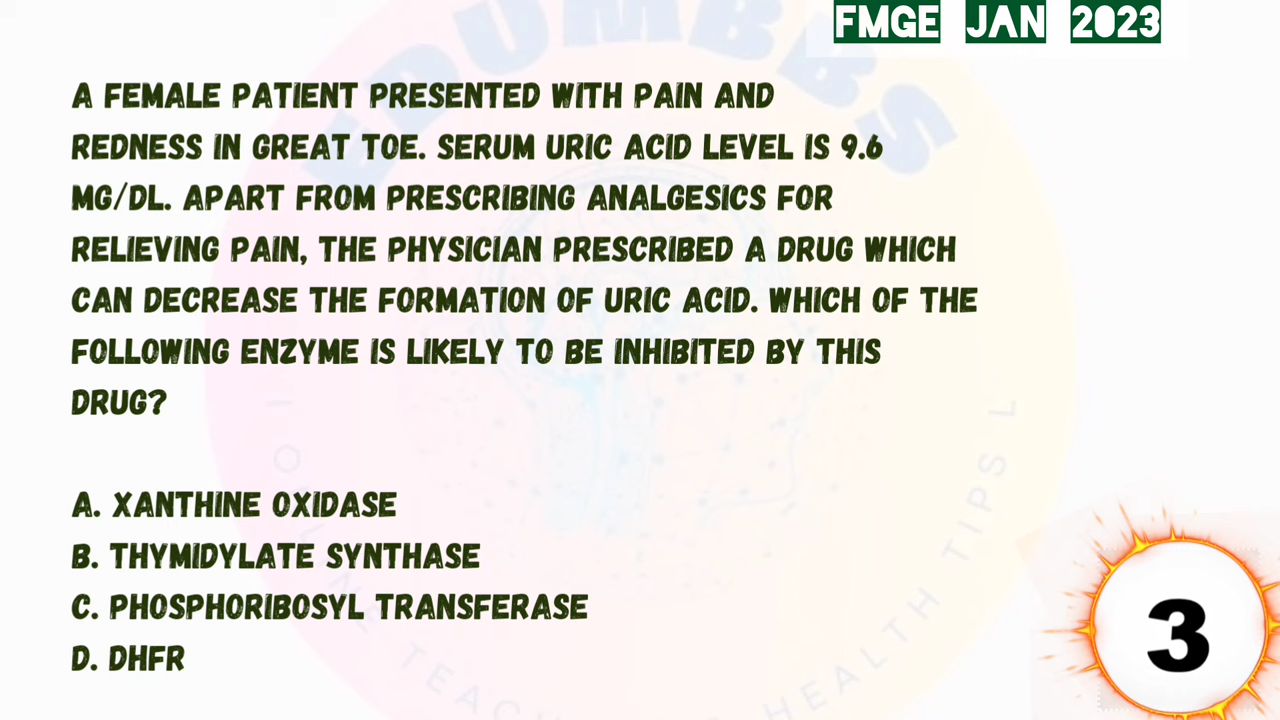 FMGE JAN 2023
A FEMALE PATIENT PRESENTED WITH PAIN AND
REDNESS IN GREAT TOE. SERUM URIC ACID LEVEL IS 9.6
MG/DL. APART FROM PRESCRIBING ANALGESICS FOR
RELIEVING PAIN, THE PHYSICIAN PRESCRIBED A DRUG WHICH
CAN DECREASE THE FORMATION OF URIC ACID. WHICH OF THE
FOLLOWING ENZYME IS LIKELY TO BE INHIBITED BY THIS
DRUG?
A. XANTHINE OXIDASE
B. THYMIDYLATE SYNTHASE
C. PHOSPHORIBOSYL TRANSFERASE
D. DHFR
3
EDUMBBS
HEALTH TIPS